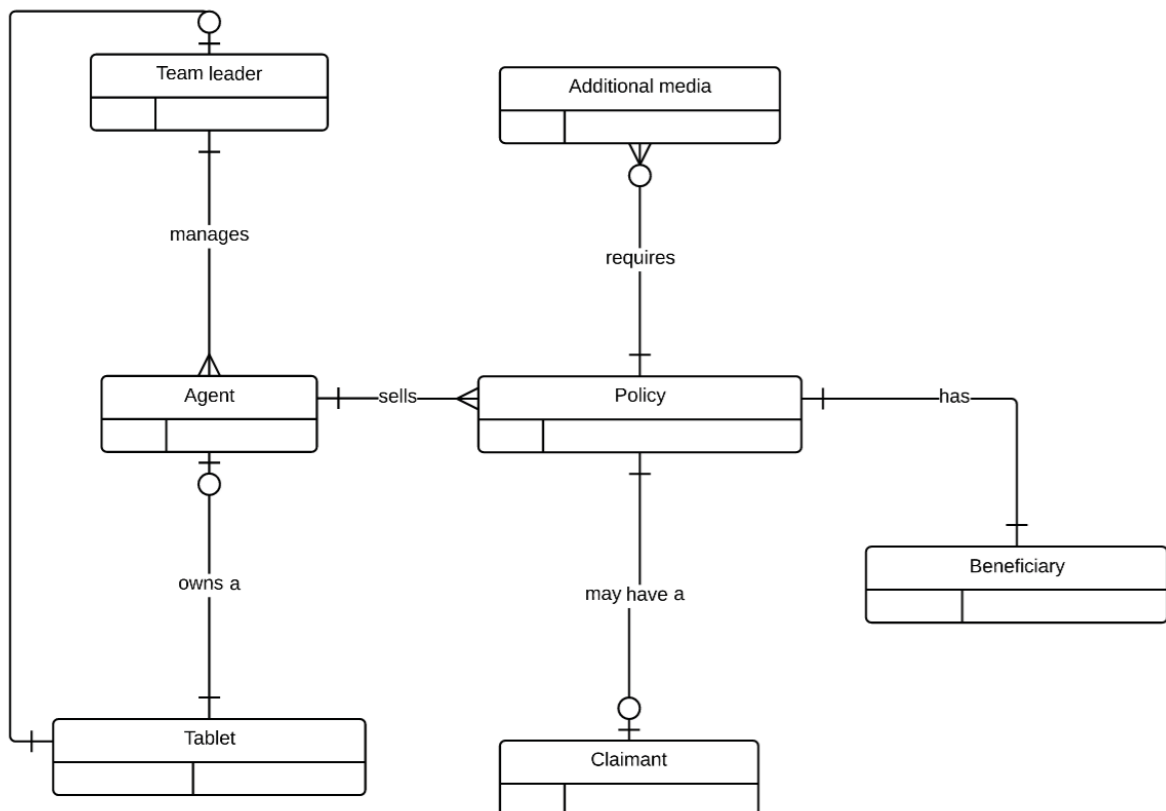 Team leader
Additional media
manages
requires
Agent
sells
Policy
has
owns a
may have a
Beneficiary
Tablet
Claimant